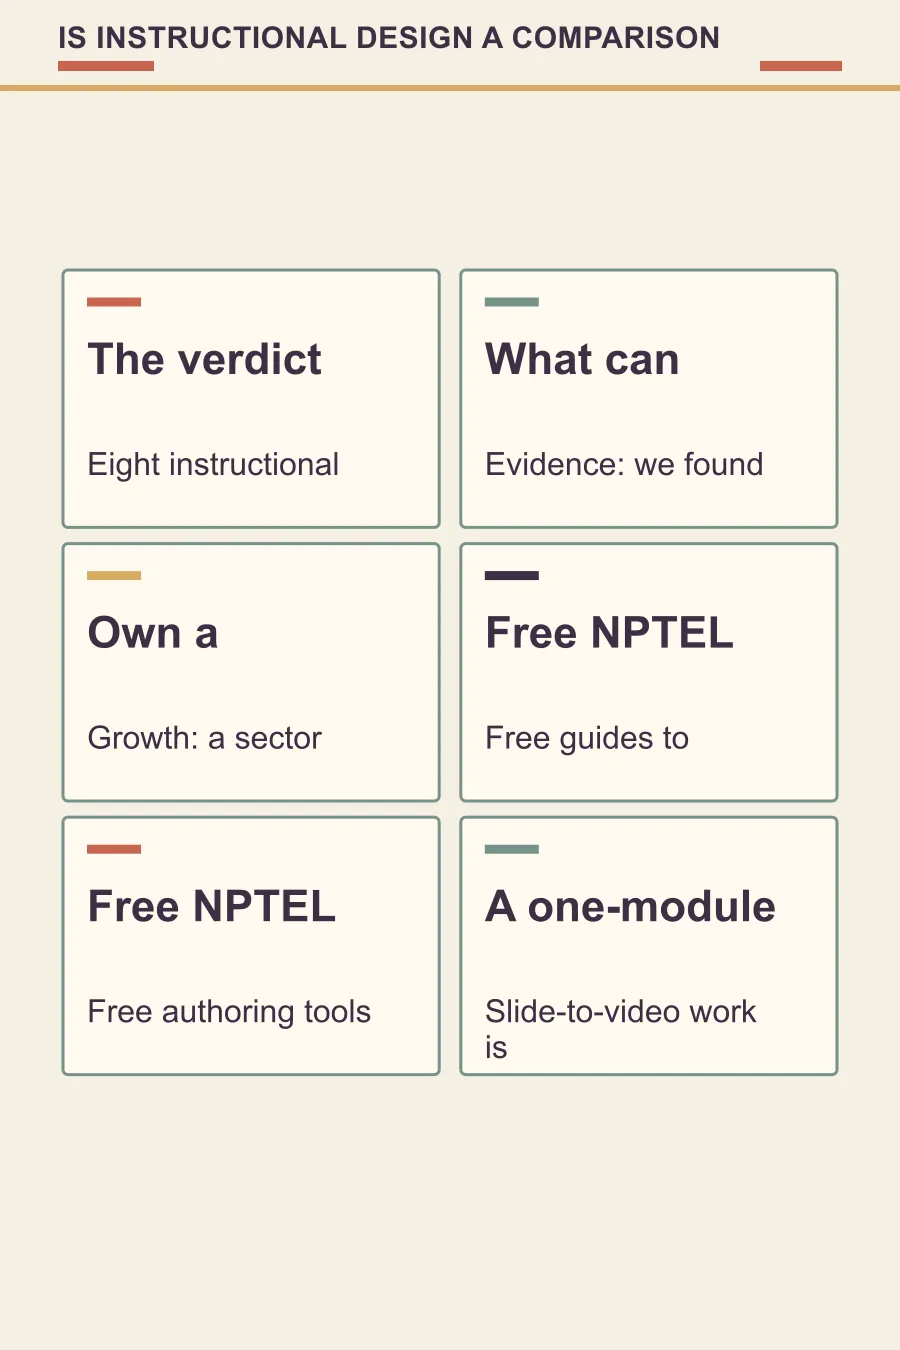 IS INSTRUCTIONAL DESIGN A COMPARISON
The verdict
Eight instructional
What can
Evidence: we found
Own a
Growth: a sector
Free NPTEL
Free guides to
Free NPTEL
Free authoring tools
A one-module
Slide-to-video work
is